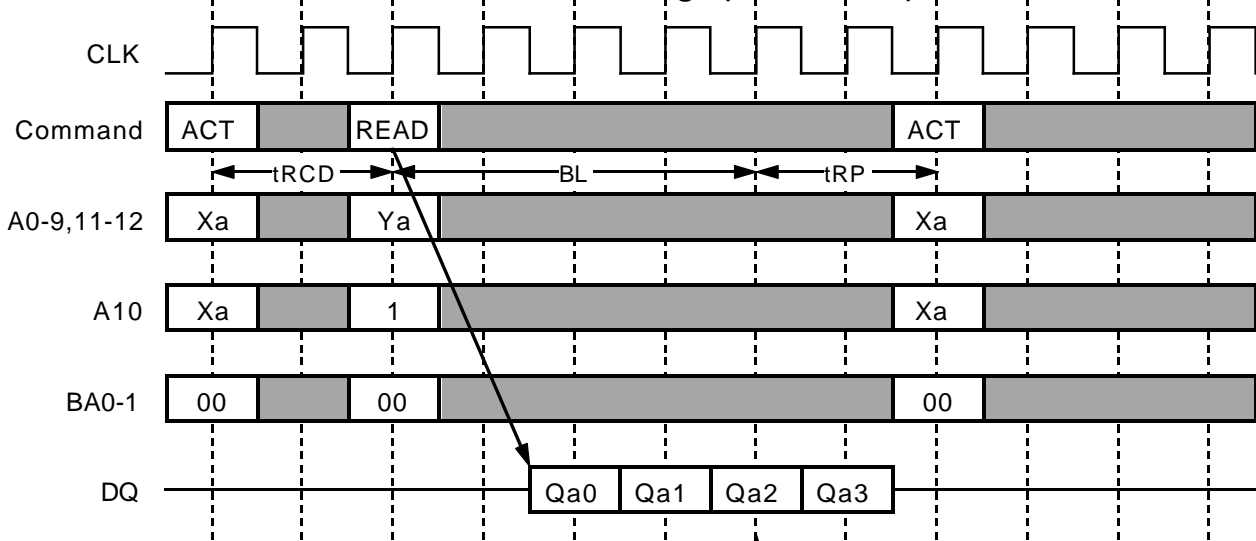 CLK
Command ACT READ ACT
tRCD BL tRP
A0-9,11-12 Xa Ya Xa
A10 Xa 1 Xa
BA0-1 00 00 00
DQ Qa0 Qa1 Qa2 Qa3